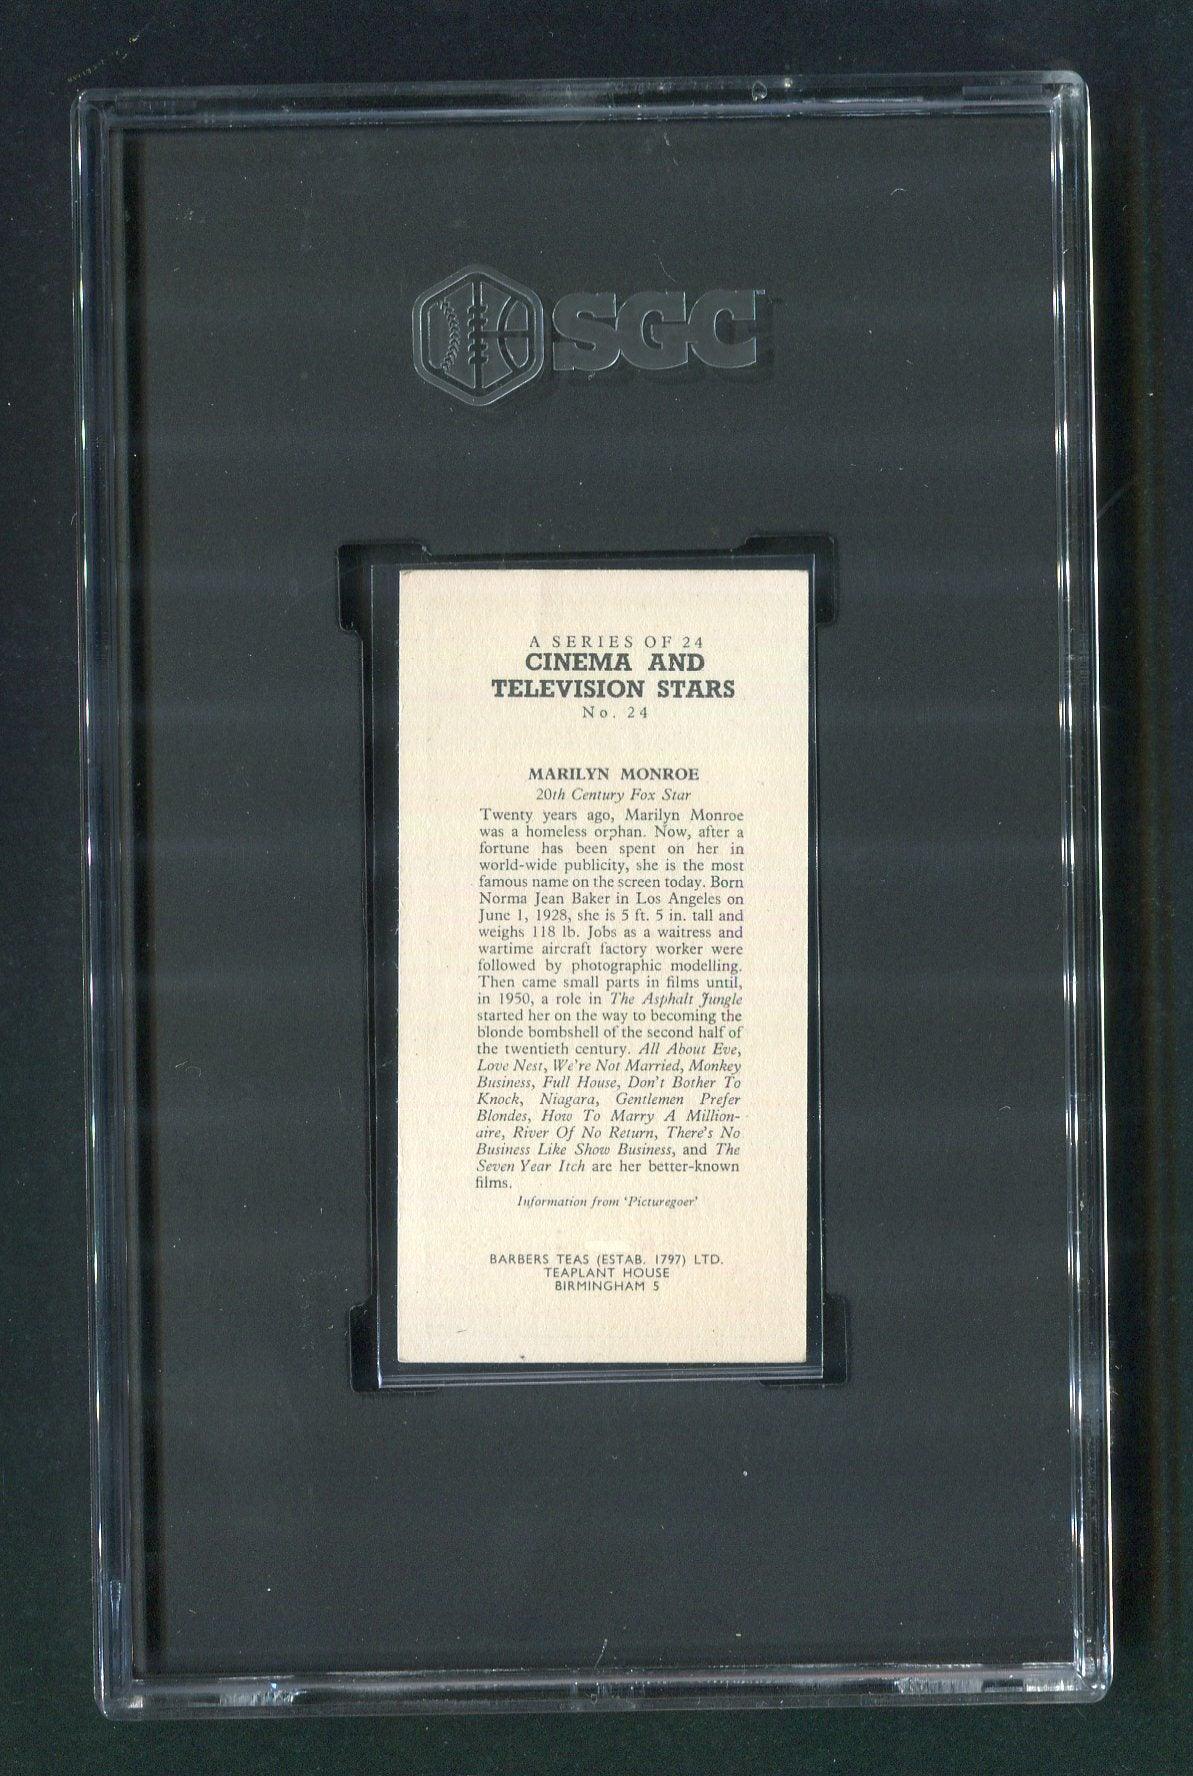 SGC
A SERIES OF 24
CINEMA AND
TELEVISION STARS
No. 24
MARILYN MONROE
20th Century Fox Star
Twenty years ago, Marilyn Monroe
was a homeless orphan. Now, after a
fortune has been spent on her in
world-wide publicity, she is the most
famous name on the screen today. Born
Norma Jean Baker in Los Angeles on
June 1, 1928, she is 5 ft. 5 in. tall and
weighs 118 lb. Jobs as a waitress and
wartime aircraft factory worker were
followed by photographic modelling.
Then came small parts in films until,
in 1950, a role in The Asphalt Jungle
started her on the way to becoming the
blonde bombshell of the second half of
the twentieth century. All About Eve,
Love Nest, We're Not Married, Monkey
Business, Full House, Don't Bother To
Knock, Niagara, Gentlemen Prefer
Blondes, How To Marry A Million-
aire, River Of No Return, There's No
Business Like Show Business, and The
Seven Year Itch are her better-known
films.
Information from 'Picturegoer'
BARBERS TEAS (ESTAB. 1797) LTD.
TEAPLANT HOUSE
BIRMINGHAM 5